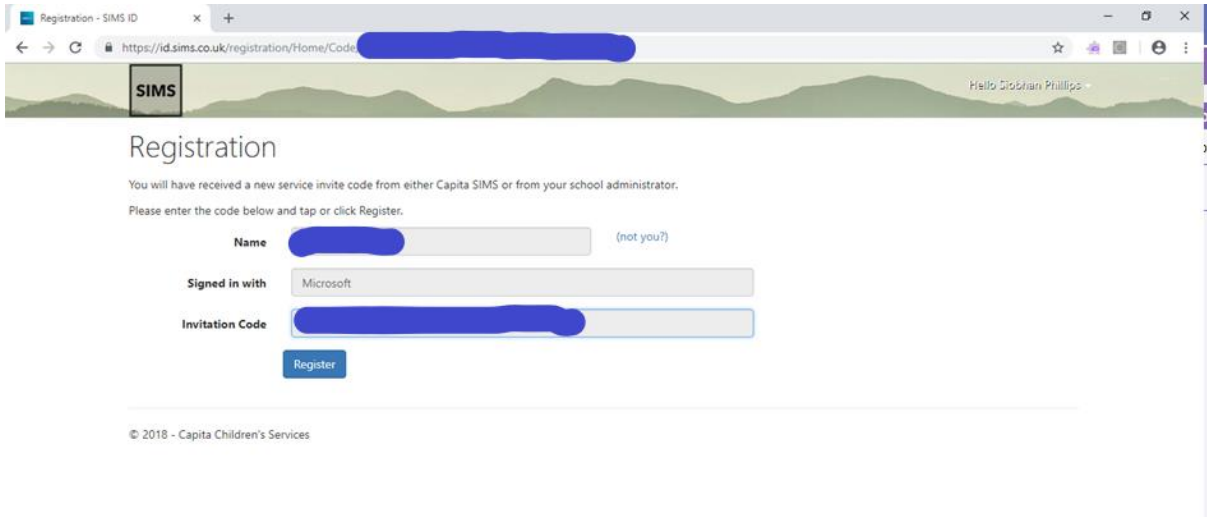 Registration - SIMS ID
https://id.sims.co.uk/registration/Home/Code
SIMS
Hello Siobhan Phillips
Registration
You will have received a new service invite code from either Capita SIMS or from your school administrator.
Please enter the code below and tap or click Register.
Name (not you?)
Signed in with Microsoft
Invitation Code
Register
© 2018 - Capita Children's Services